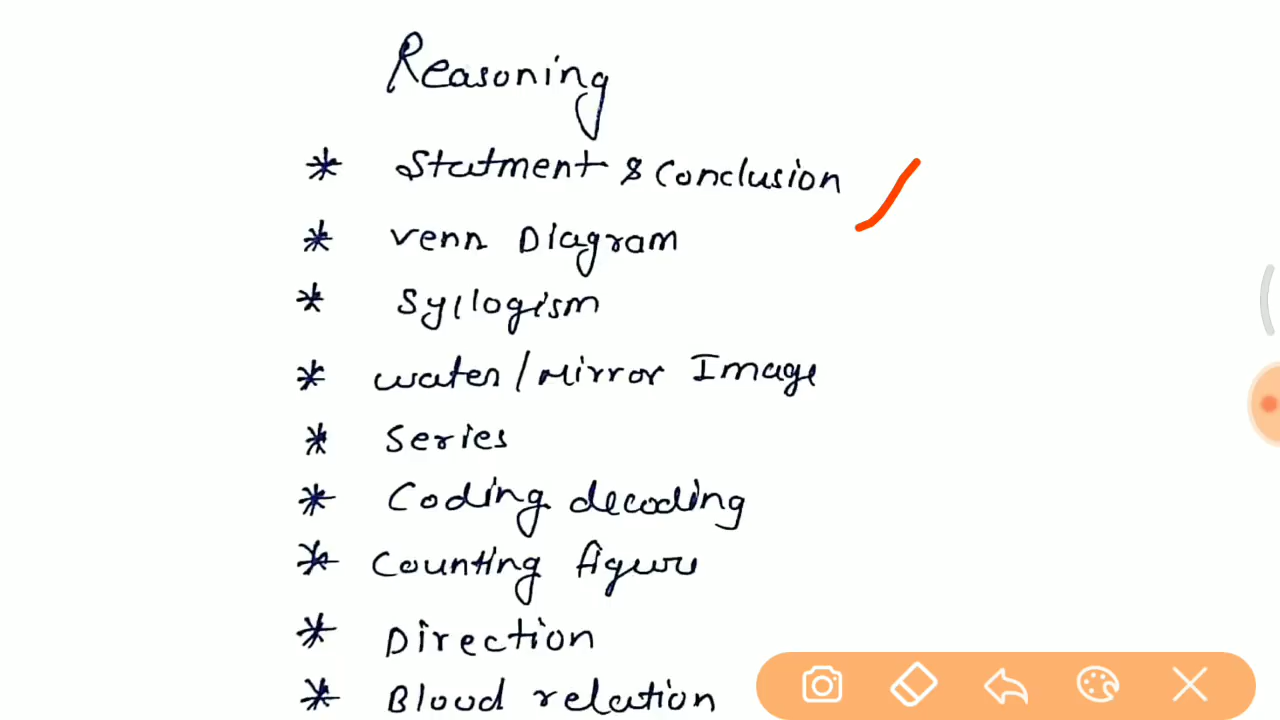 Reasoning
* Statment & Conclusion
* Venn Diagram
* Syllogism
* water/Mirror Image
* Series
* Coding decoding
* Counting figure
* Direction
* Blood relation